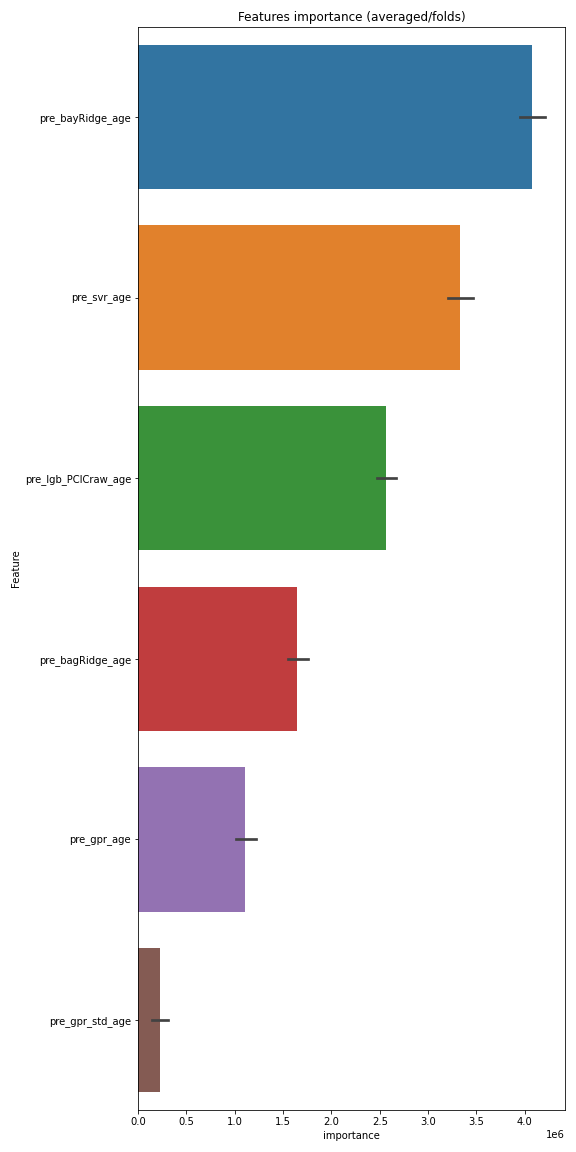 Features importance (averaged/folds)
pre_bayRidge_age
pre_svr_age
pre_lgb_PCICraw_age
Feature
pre_bagRidge_age
pre_gpr_age
pre_gpr_std_age
0.0 0.5 1.0 1.5 2.0 2.5 3.0 3.5 4.0
importance
1e6